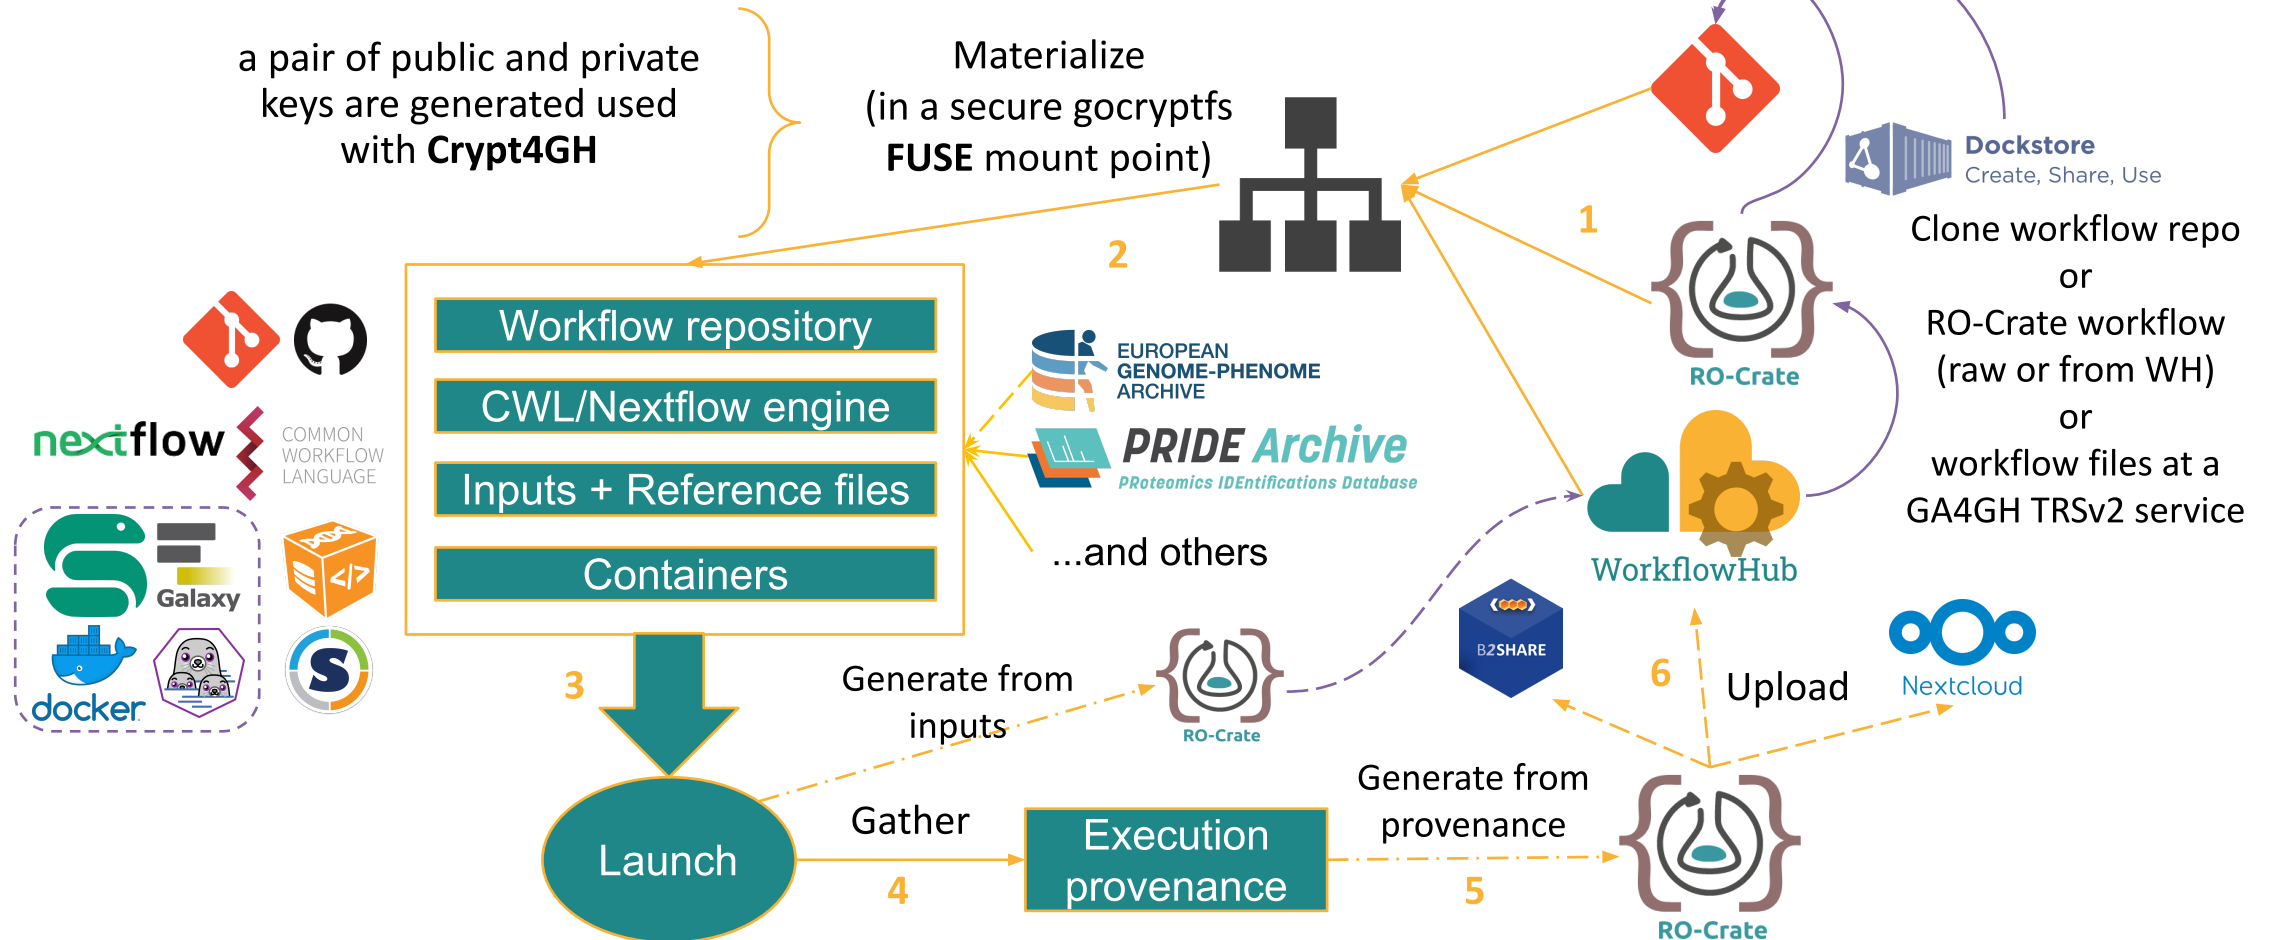 a pair of public and private
keys are generated used
with Crypt4GH
Materialize
(in a secure gocryptfs
FUSE mount point)
1
2
Dockstore
Create, Share, Use
Clone workflow repo
or
RO-Crate workflow
(raw or from WH)
or
workflow files at a
GA4GH TRSv2 service
RO-Crate
WorkflowHub
Workflow repository
CWL/Nextflow engine
Inputs + Reference files
Containers
EUROPEAN
GENOME-PHENOME
ARCHIVE
PRIDE Archive
PRoteomics IDEntifications Database
...and others
nextflow
COMMON
WORKFLOW
LANGUAGE
Galaxy
</>
docker
S
3
Launch
Generate from
inputs
RO-Crate
Gather
4
Execution
provenance
Generate from
provenance
5
RO-Crate
B2SHARE
6
Upload
Nextcloud